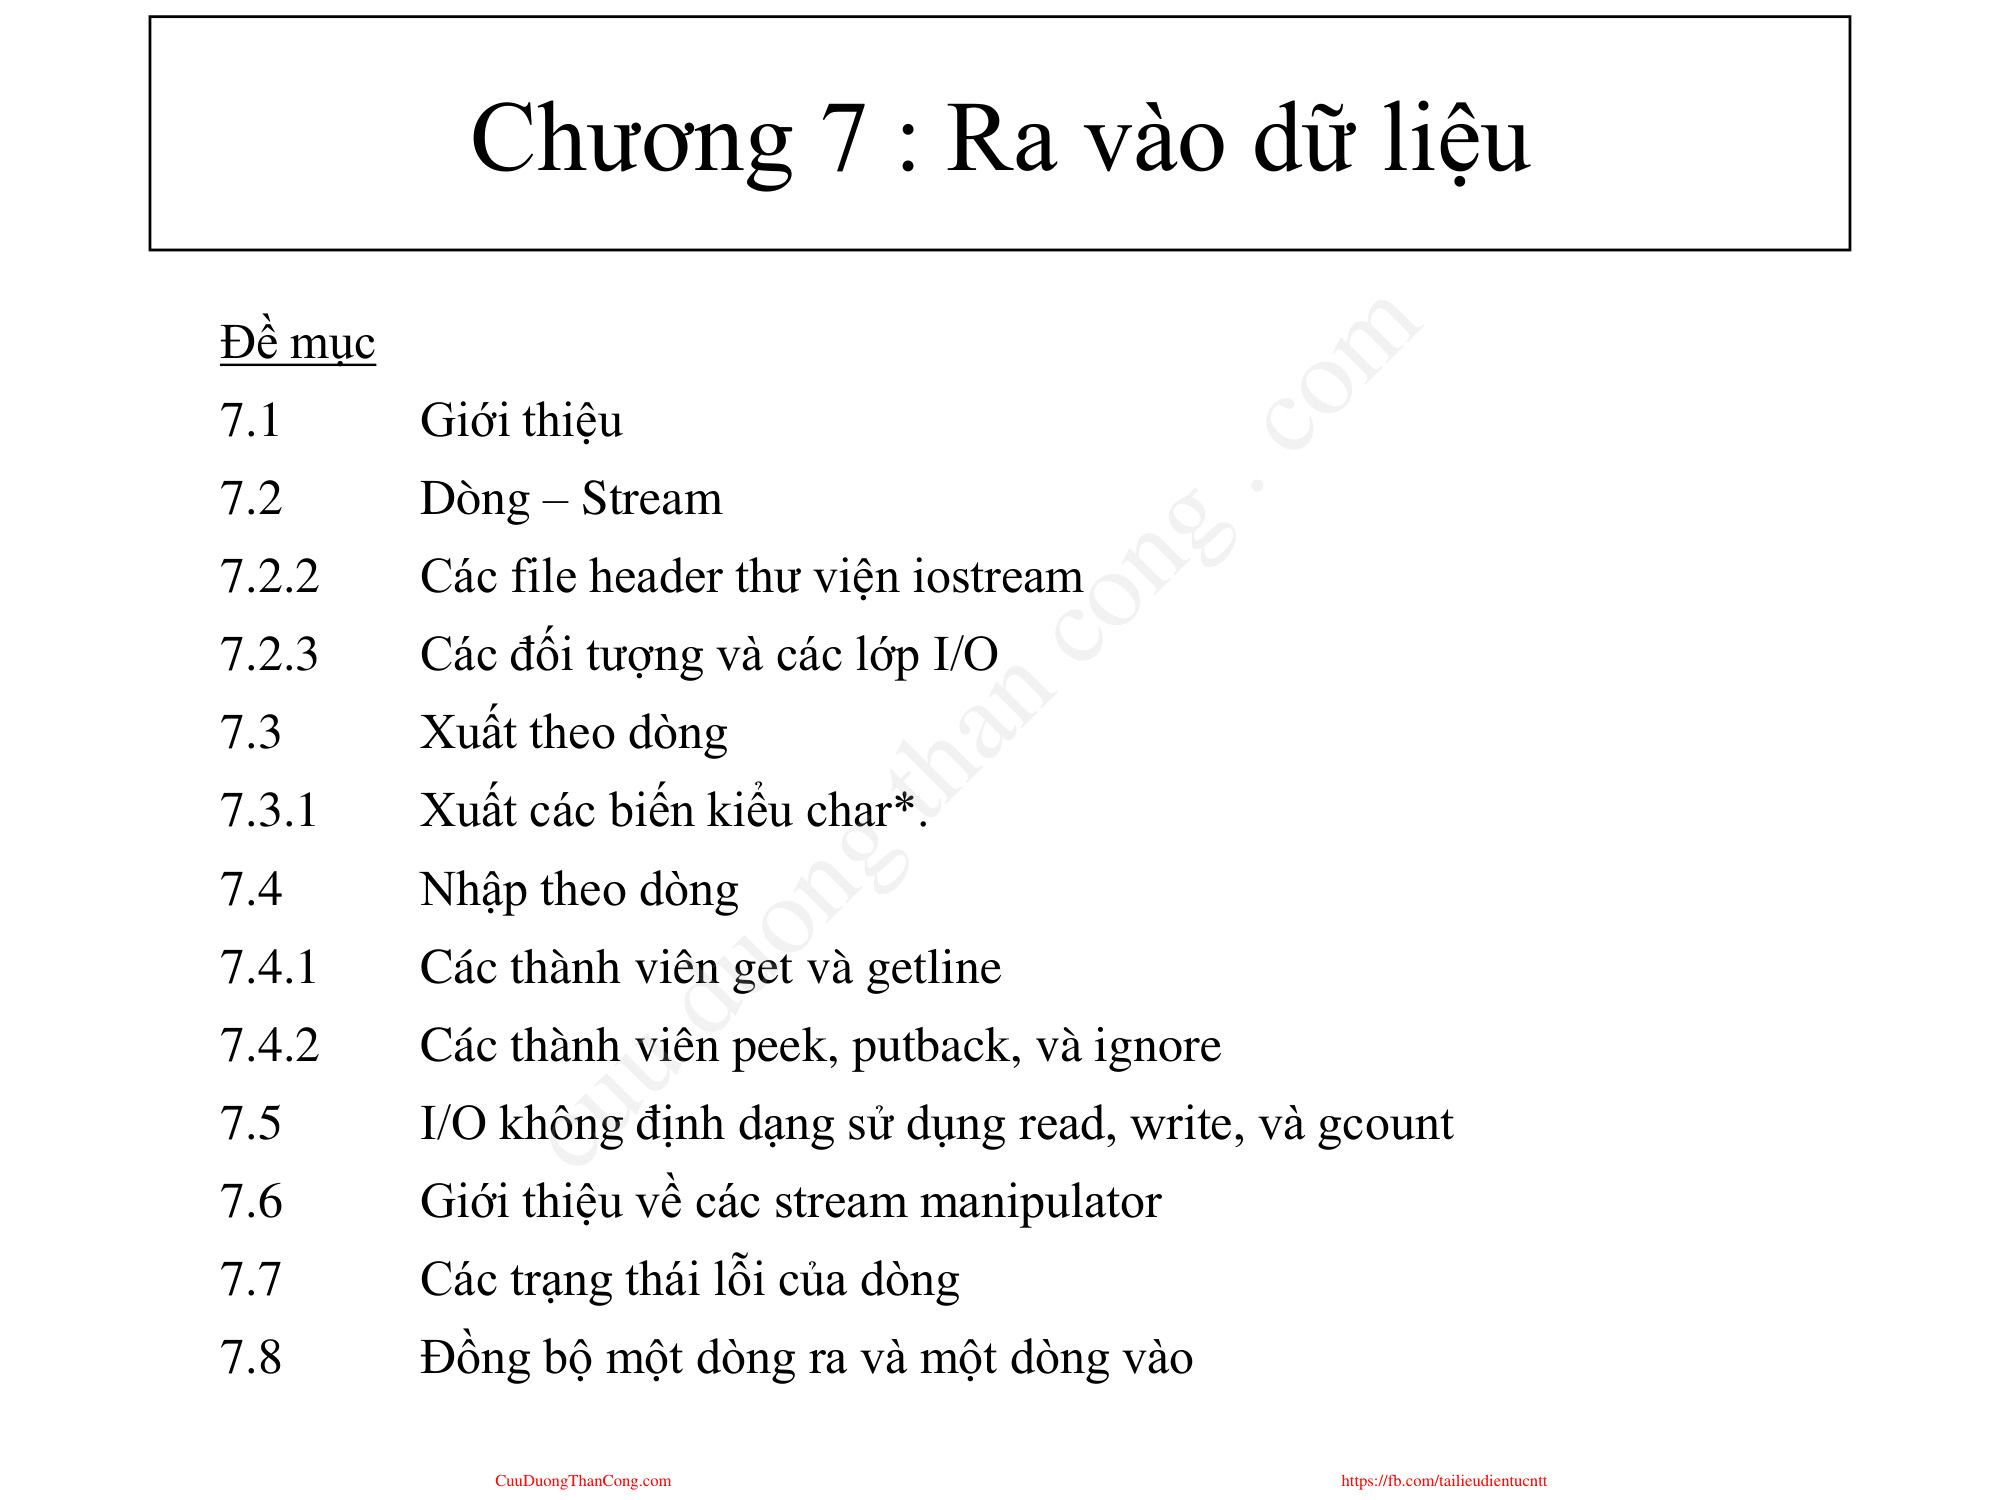 Chương 7 : Ra vào dữ liệu
Đề mục
7.1 Giới thiệu
7.2 Dòng – Stream
7.2.2 Các file header thư viện iostream
7.2.3 Các đối tượng và các lớp I/O
7.3 Xuất theo dòng
7.3.1 Xuất các biến kiểu char*.
7.4 Nhập theo dòng
7.4.1 Các thành viên get và getline
7.4.2 Các thành viên peek, putback, và ignore
7.5 I/O không định dạng sử dụng read, write, và gcount
7.6 Giới thiệu về các stream manipulator
7.7 Các trạng thái lỗi của dòng
7.8 Đồng bộ một dòng ra và một dòng vào
cuu duong than cong . com
CuuDuongThanCong.com
https://fb.com/tailieudientucntt